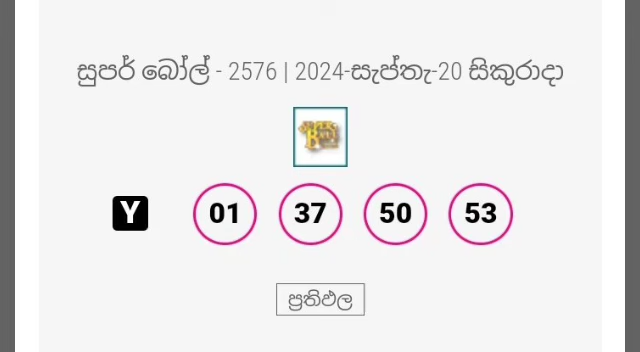 සුපර් බෝල් - 2576 | 2024-සැප්තැ-20 සිකුරාදා
Y 01 37 50 53
ප්‍රතිඵල